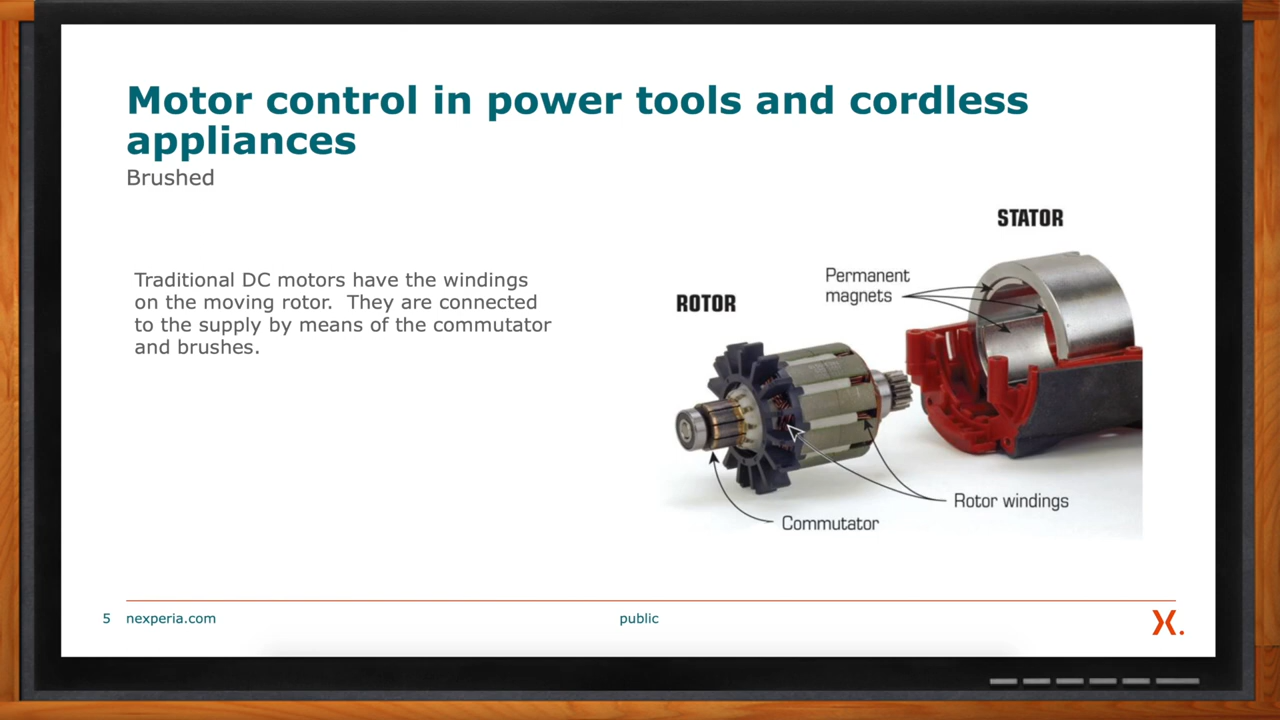 Motor control in power tools and cordless
appliances
Brushed
Traditional DC motors have the windings
on the moving rotor. They are connected
to the supply by means of the commutator
and brushes.
STATOR
Permanent
magnets
ROTOR
Rotor windings
Commutator
5 nexperia.com public